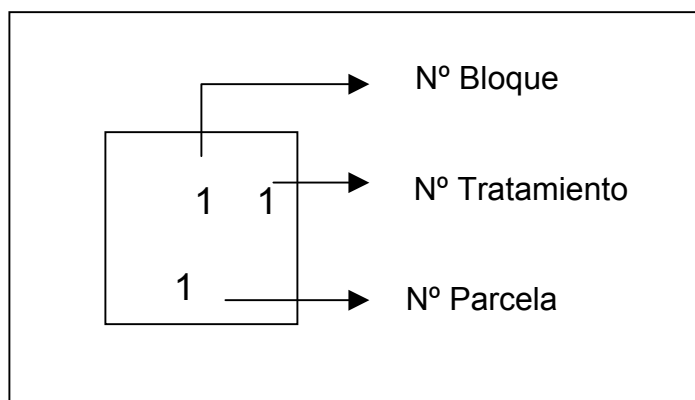 Nº Bloque
1 1 Nº Tratamiento
1 Nº Parcela